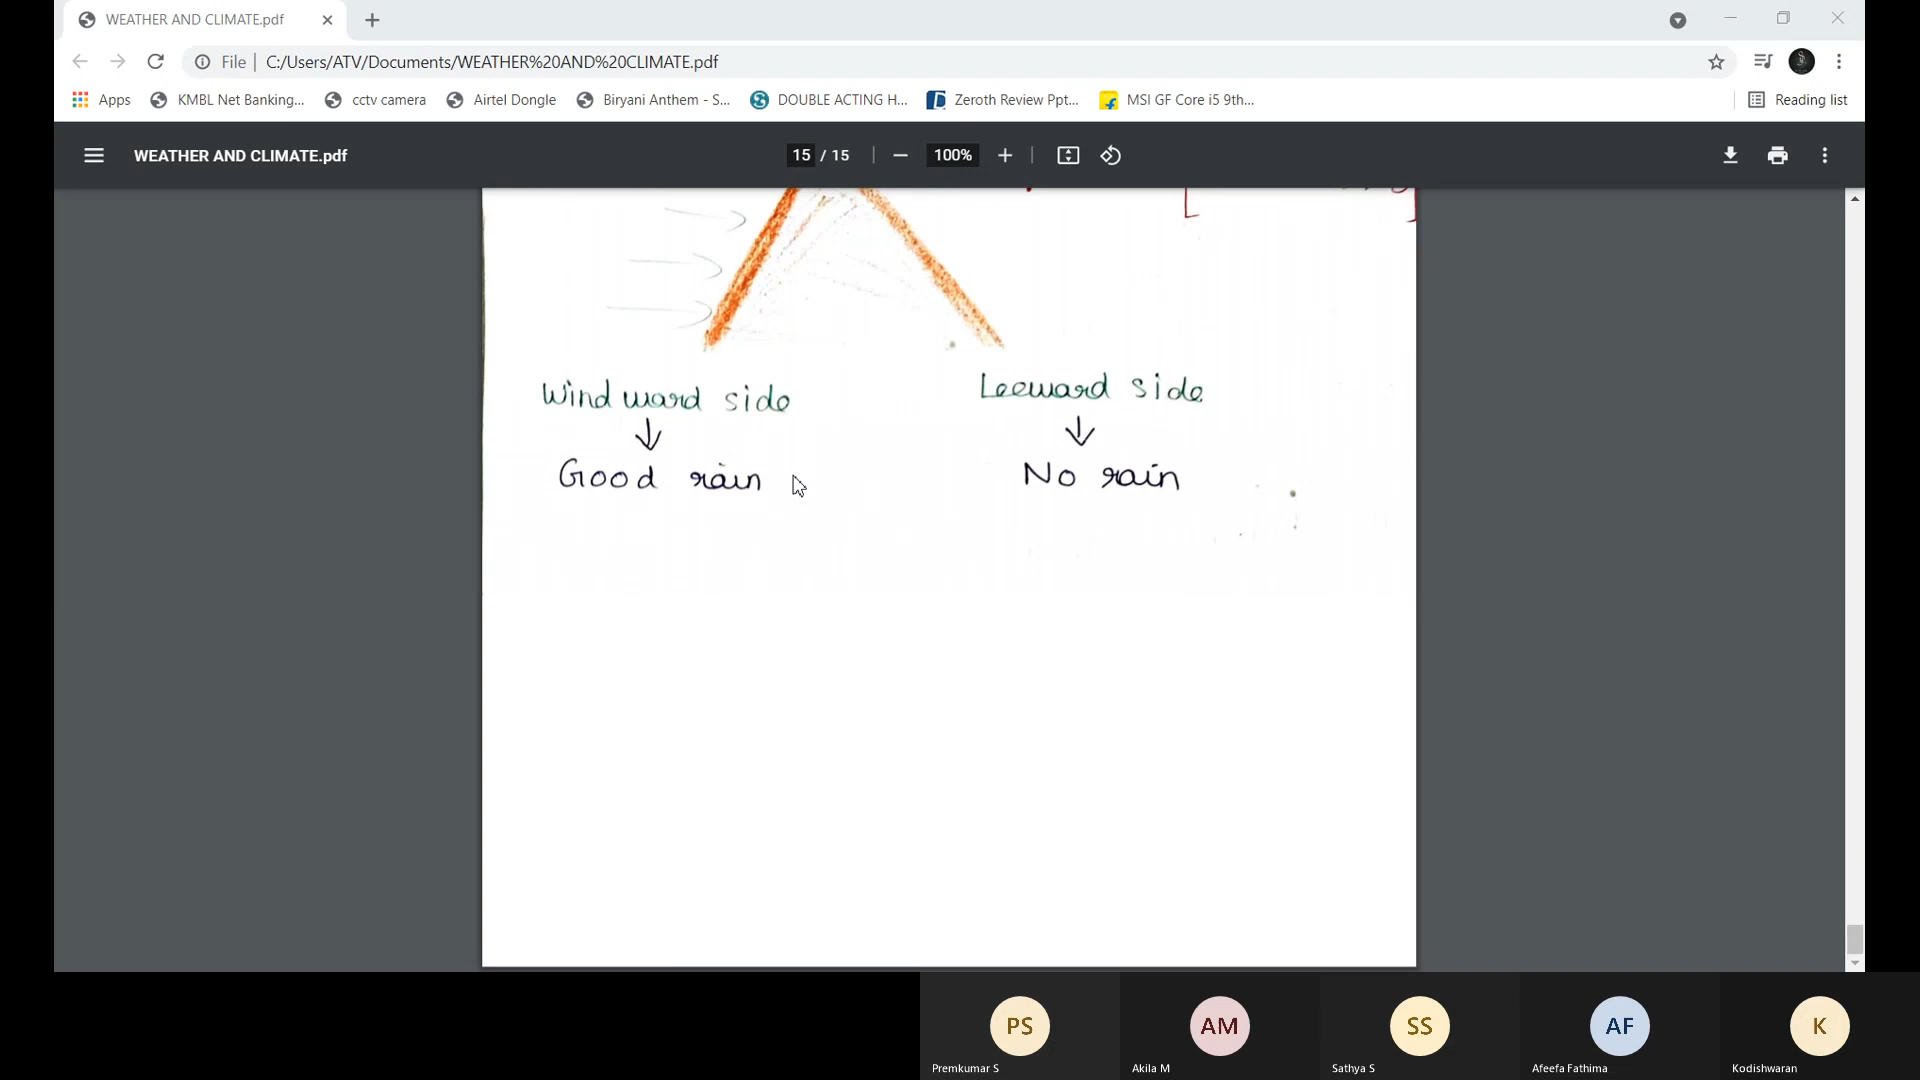 WEATHER AND CLIMATE.pdf
File C:/Users/ATV/Documents/WEATHER%20AND%20CLIMATE.pdf
Apps KMBL Net Banking... cctv camera Airtel Dongle Biryani Anthem - S... DOUBLE ACTING H... Zeroth Review Ppt... MSI GF Core i5 9th... Reading list
WEATHER AND CLIMATE.pdf 15 / 15 100%
Windward side Leeward side
Good rain No rain
PS AM SS AF K
Premkumar S Akila M Sathya S Afeefa Fathima Kodishwaran